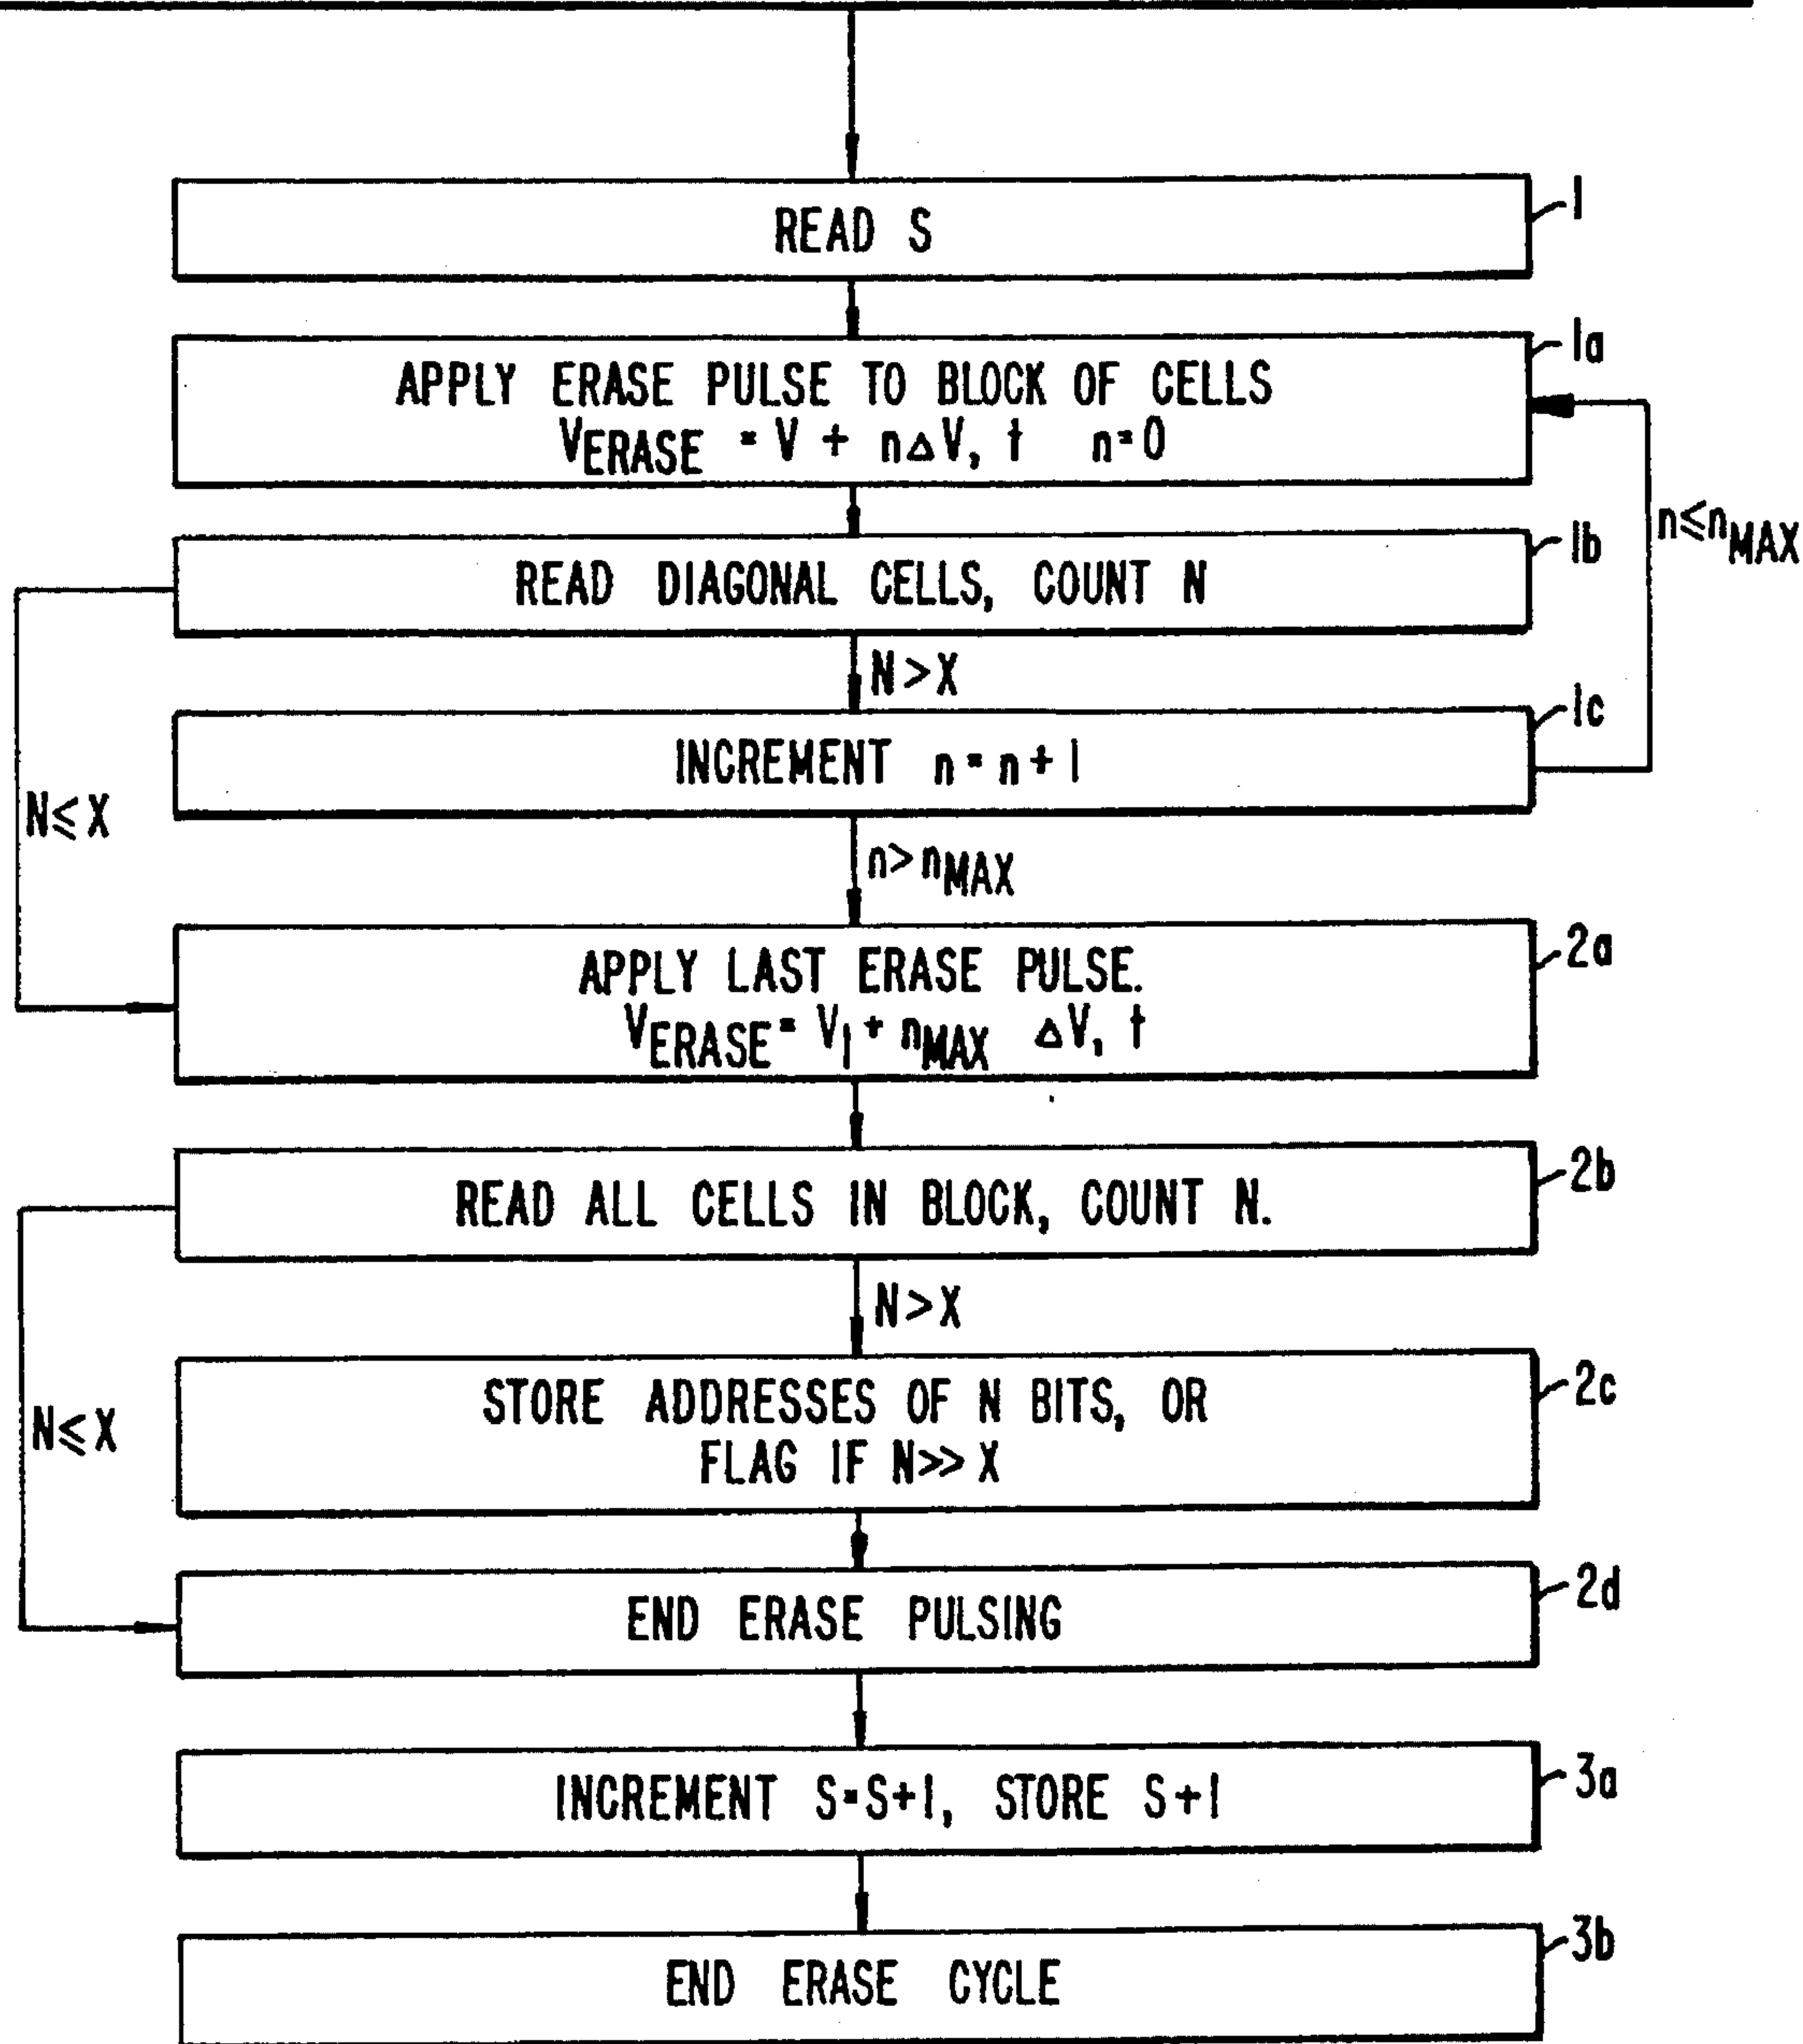 READ S
1
APPLY ERASE PULSE TO BLOCK OF CELLS
VERASE = V + n∆V, t n=0
1a
READ DIAGONAL CELLS, COUNT N
1b
n≤nMAX
N>X
INCREMENT n=n+1
1c
N≤X
n>nMAX
APPLY LAST ERASE PULSE.
VERASE= V1+ nMAX ∆V, t
2a
READ ALL CELLS IN BLOCK, COUNT N.
2b
N>X
STORE ADDRESSES OF N BITS, OR
FLAG IF N>>X
2c
N≤X
END ERASE PULSING
2d
INCREMENT S=S+1, STORE S+1
3a
END ERASE CYCLE
3b